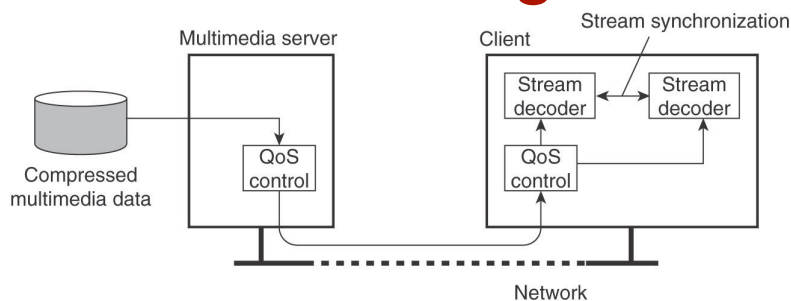 Stream synchronization
Multimedia server
Client
Stream
decoder
Stream
decoder
QoS
control
QoS
control
Compressed
multimedia data
Network